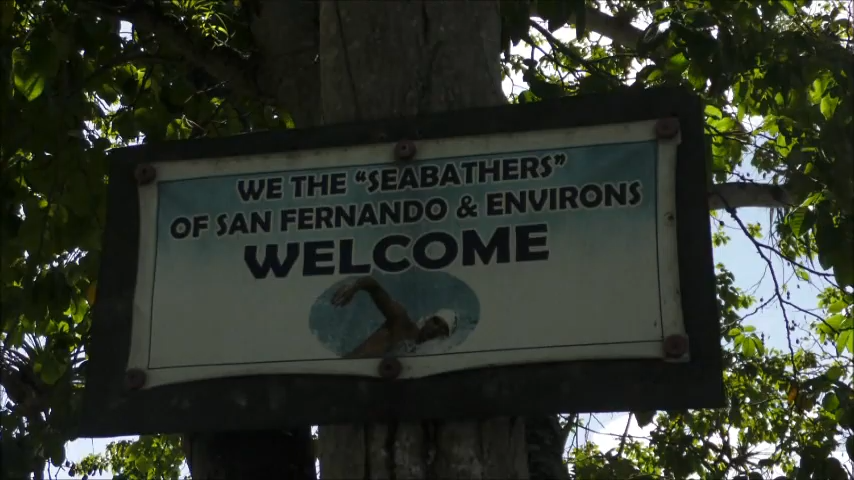 WE THE "SEABATHERS"
OF SAN FERNANDO & ENVIRONS
WELCOME